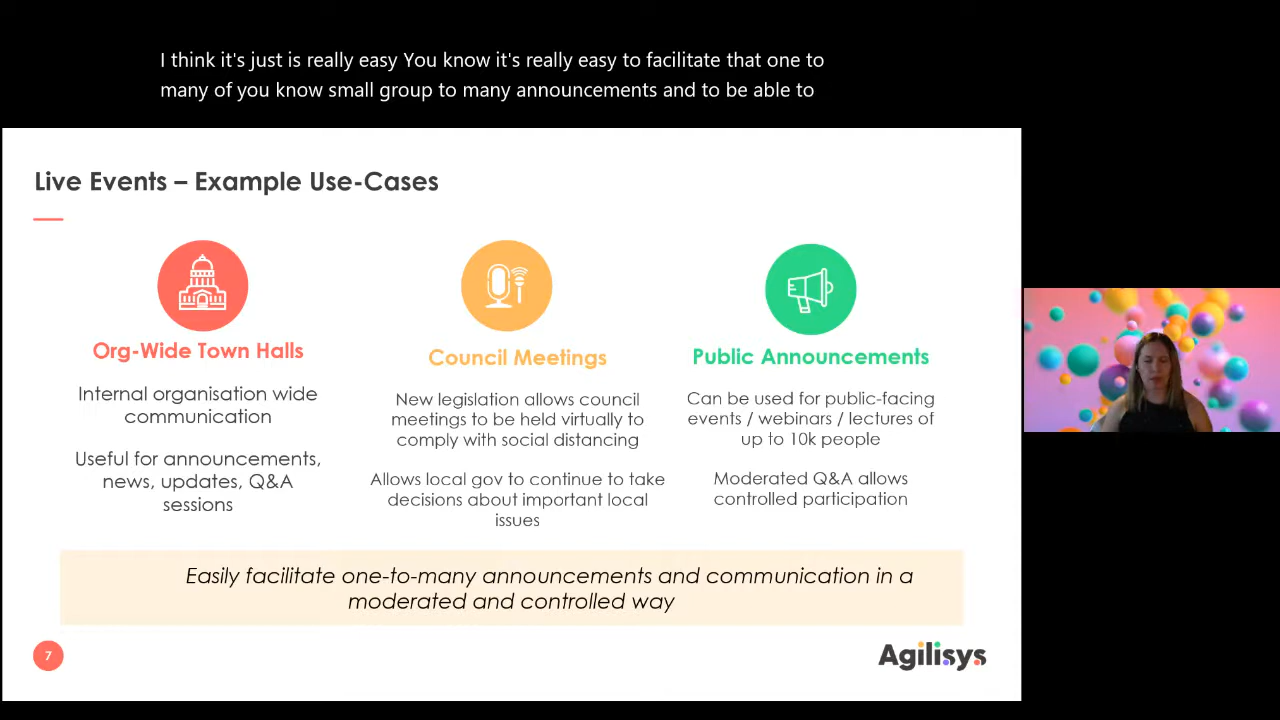 I think it's just is really easy You know it's really easy to facilitate that one to
many of you know small group to many announcements and to be able to
Live Events – Example Use-Cases
Org-Wide Town Halls
Internal organisation wide
communication
Useful for announcements,
news, updates, Q&A
sessions
Council Meetings
New legislation allows council
meetings to be held virtually to
comply with social distancing
Allows local gov to continue to take
decisions about important local
issues
Public Announcements
Can be used for public-facing
events / webinars / lectures of
up to 10k people
Moderated Q&A allows
controlled participation
Easily facilitate one-to-many announcements and communication in a
moderated and controlled way
7
Agilisys